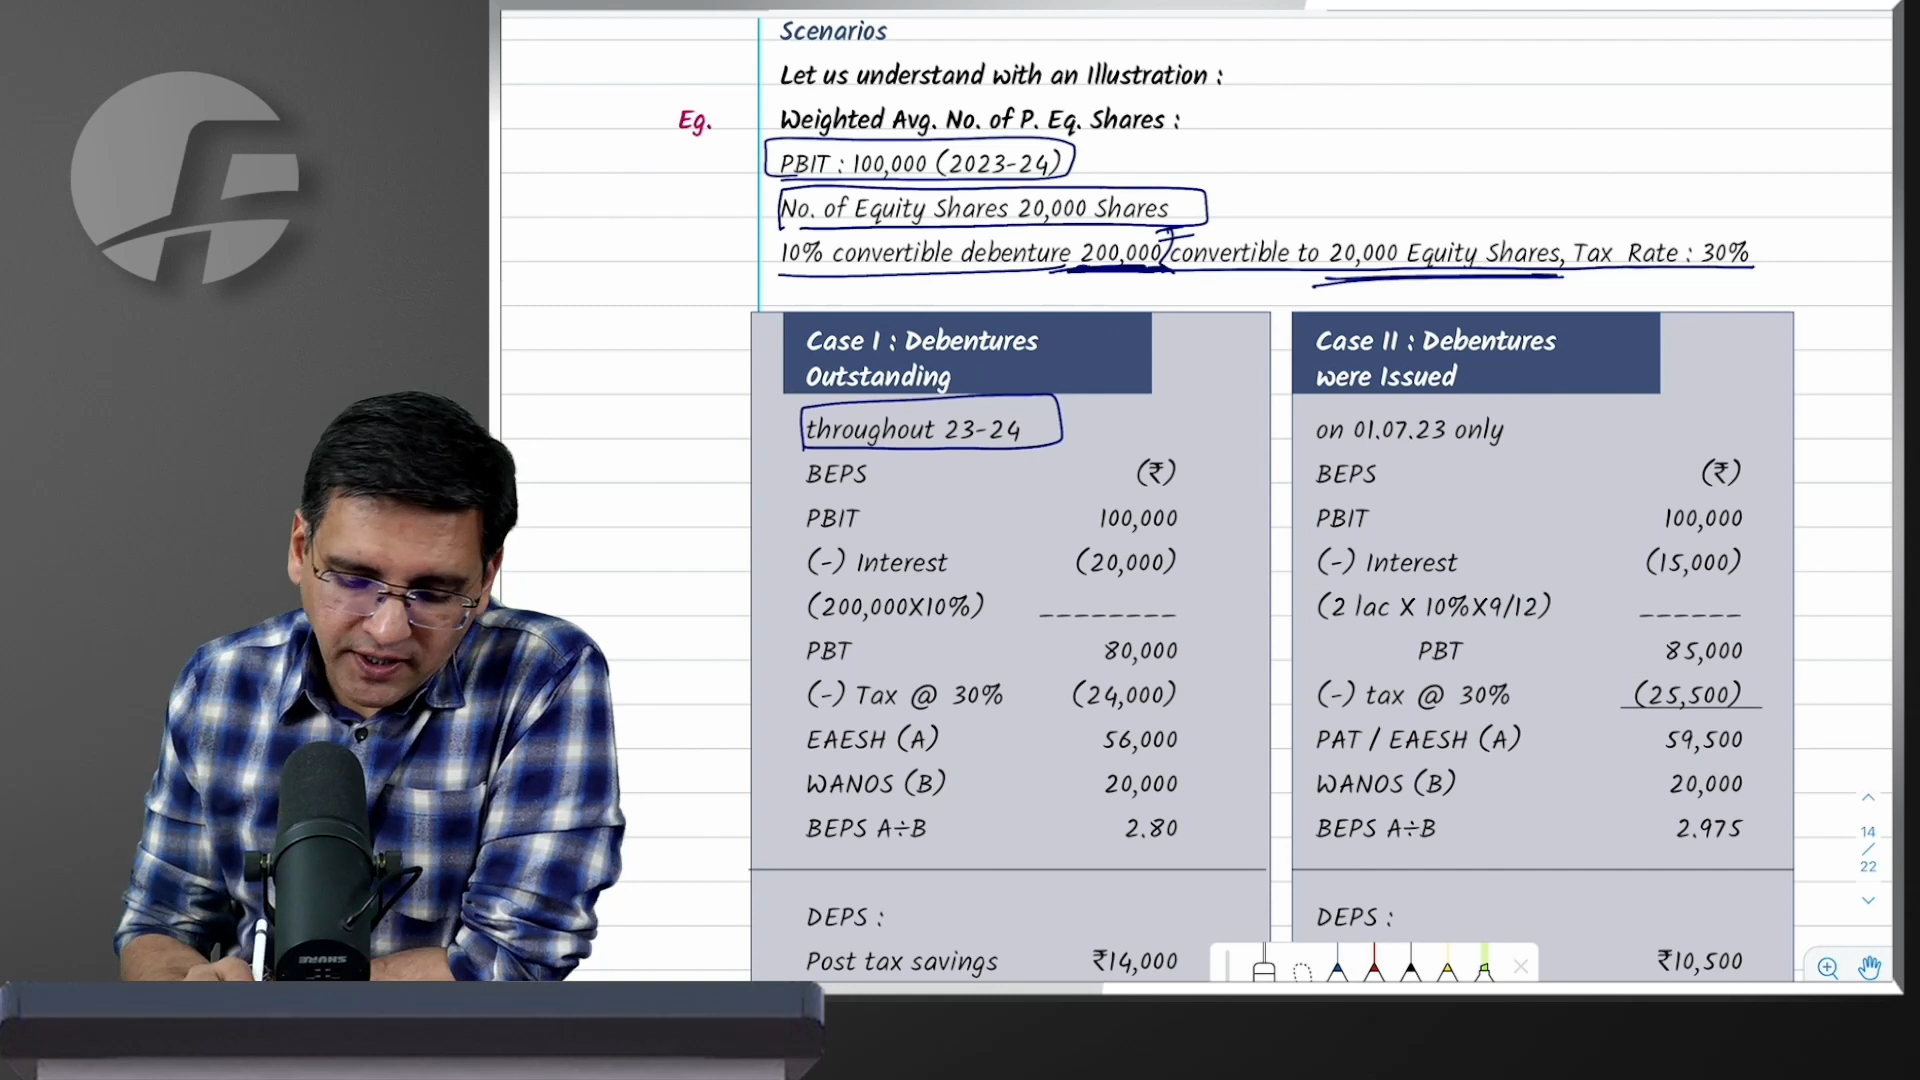 Scenarios
Let us understand with an Illustration :
Eg. Weighted Avg. No. of P. Eq. Shares :
PBIT : 100,000 (2023-24)
No. of Equity Shares 20,000 Shares
10% convertible debenture 200,000 convertible to 20,000 Equity Shares, Tax Rate : 30%
Case I : Debentures
Outstanding
throughout 23-24
BEPS (₹)
PBIT 100,000
(-) Interest (20,000)
(200,000X10%) ________
PBT 80,000
(-) Tax @ 30% (24,000)
EAESH (A) 56,000
WANOS (B) 20,000
BEPS A÷B 2.80
DEPS :
Post tax savings ₹14,000
Case II : Debentures
were Issued
on 01.07.23 only
BEPS (₹)
PBIT 100,000
(-) Interest (15,000)
(2 lac X 10%X9/12) ______
PBT 85,000
(-) tax @ 30% (25,500)
PAT / EAESH (A) 59,500
WANOS (B) 20,000
BEPS A÷B 2.975
DEPS :
₹10,500
14
/
22
SHURE